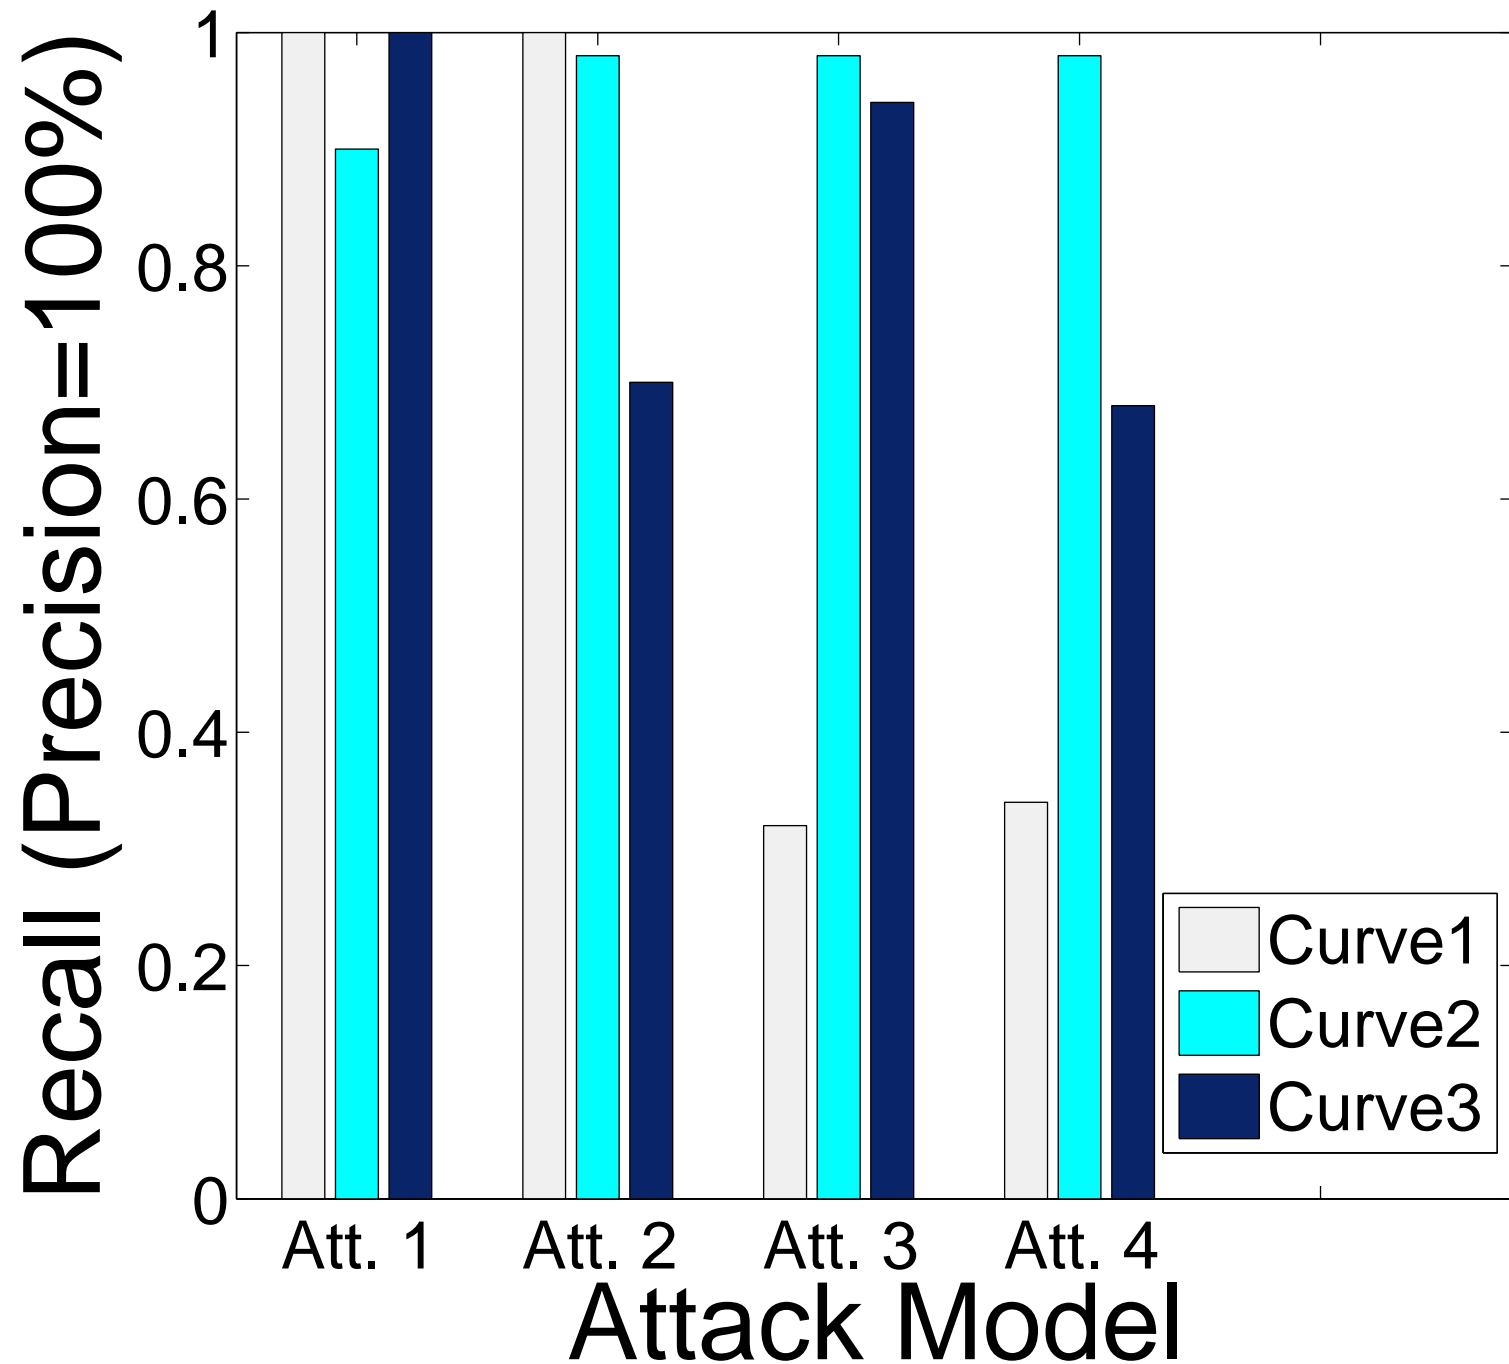 Recall (Precision=100%)
1
0.8
0.6
0.4
0.2
0
Att. 1 Att. 2 Att. 3 Att. 4
Attack Model
Curve1
Curve2
Curve3